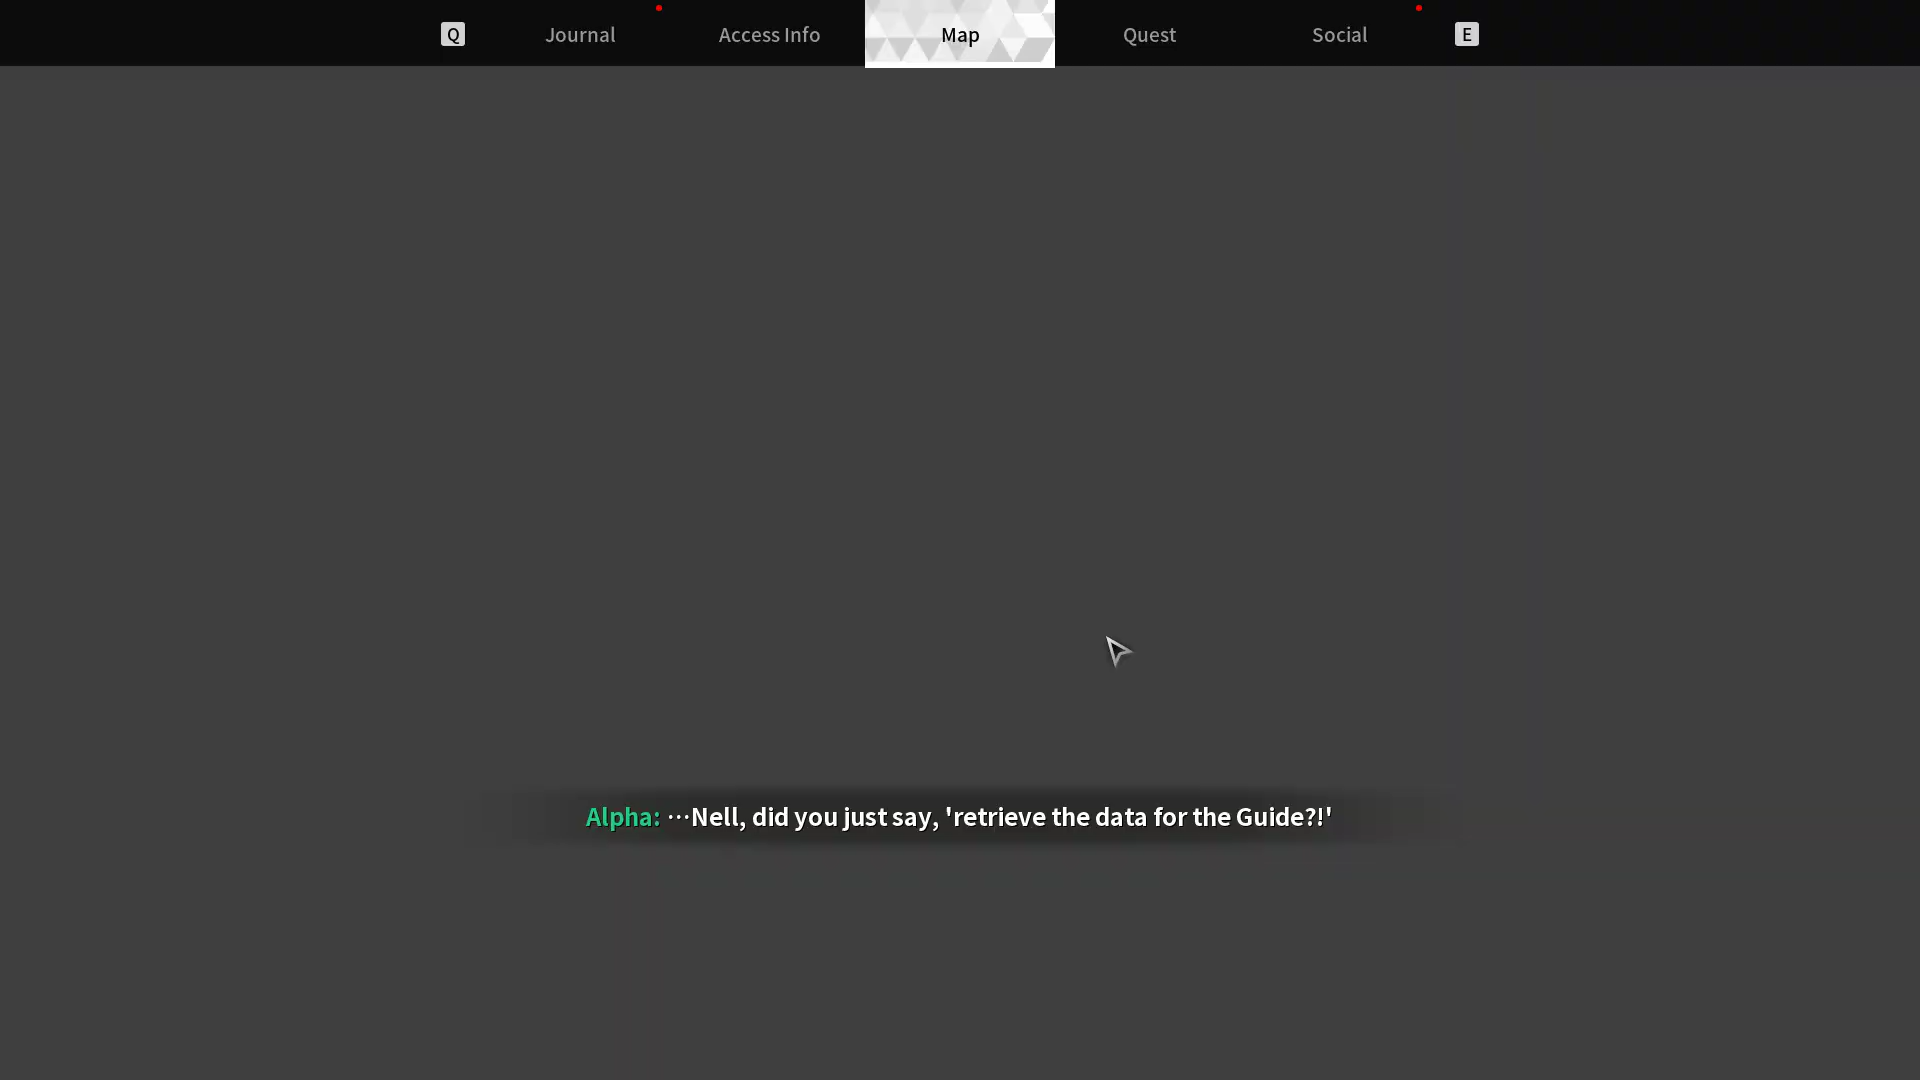 Q Journal Access Info Map Quest Social E
Alpha: …Nell, did you just say, 'retrieve the data for the Guide?!'